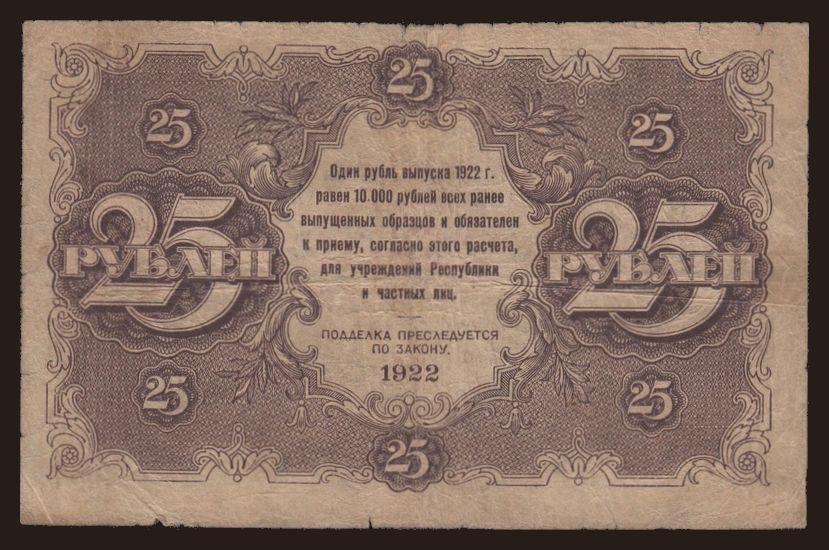 25
25
25
Один рубль выпуска 1922 г.
равен 10.000 рублей всех ранее
выпущенных образцов и обязателен
к приему, согласно этого расчета,
для учреждений Республики
и частных лиц.
25
РУБЛЕЙ
25
РУБЛЕЙ
ПОДДЕЛКА ПРЕСЛЕДУЕТСЯ
ПО ЗАКОНУ.
1922
25
25
25